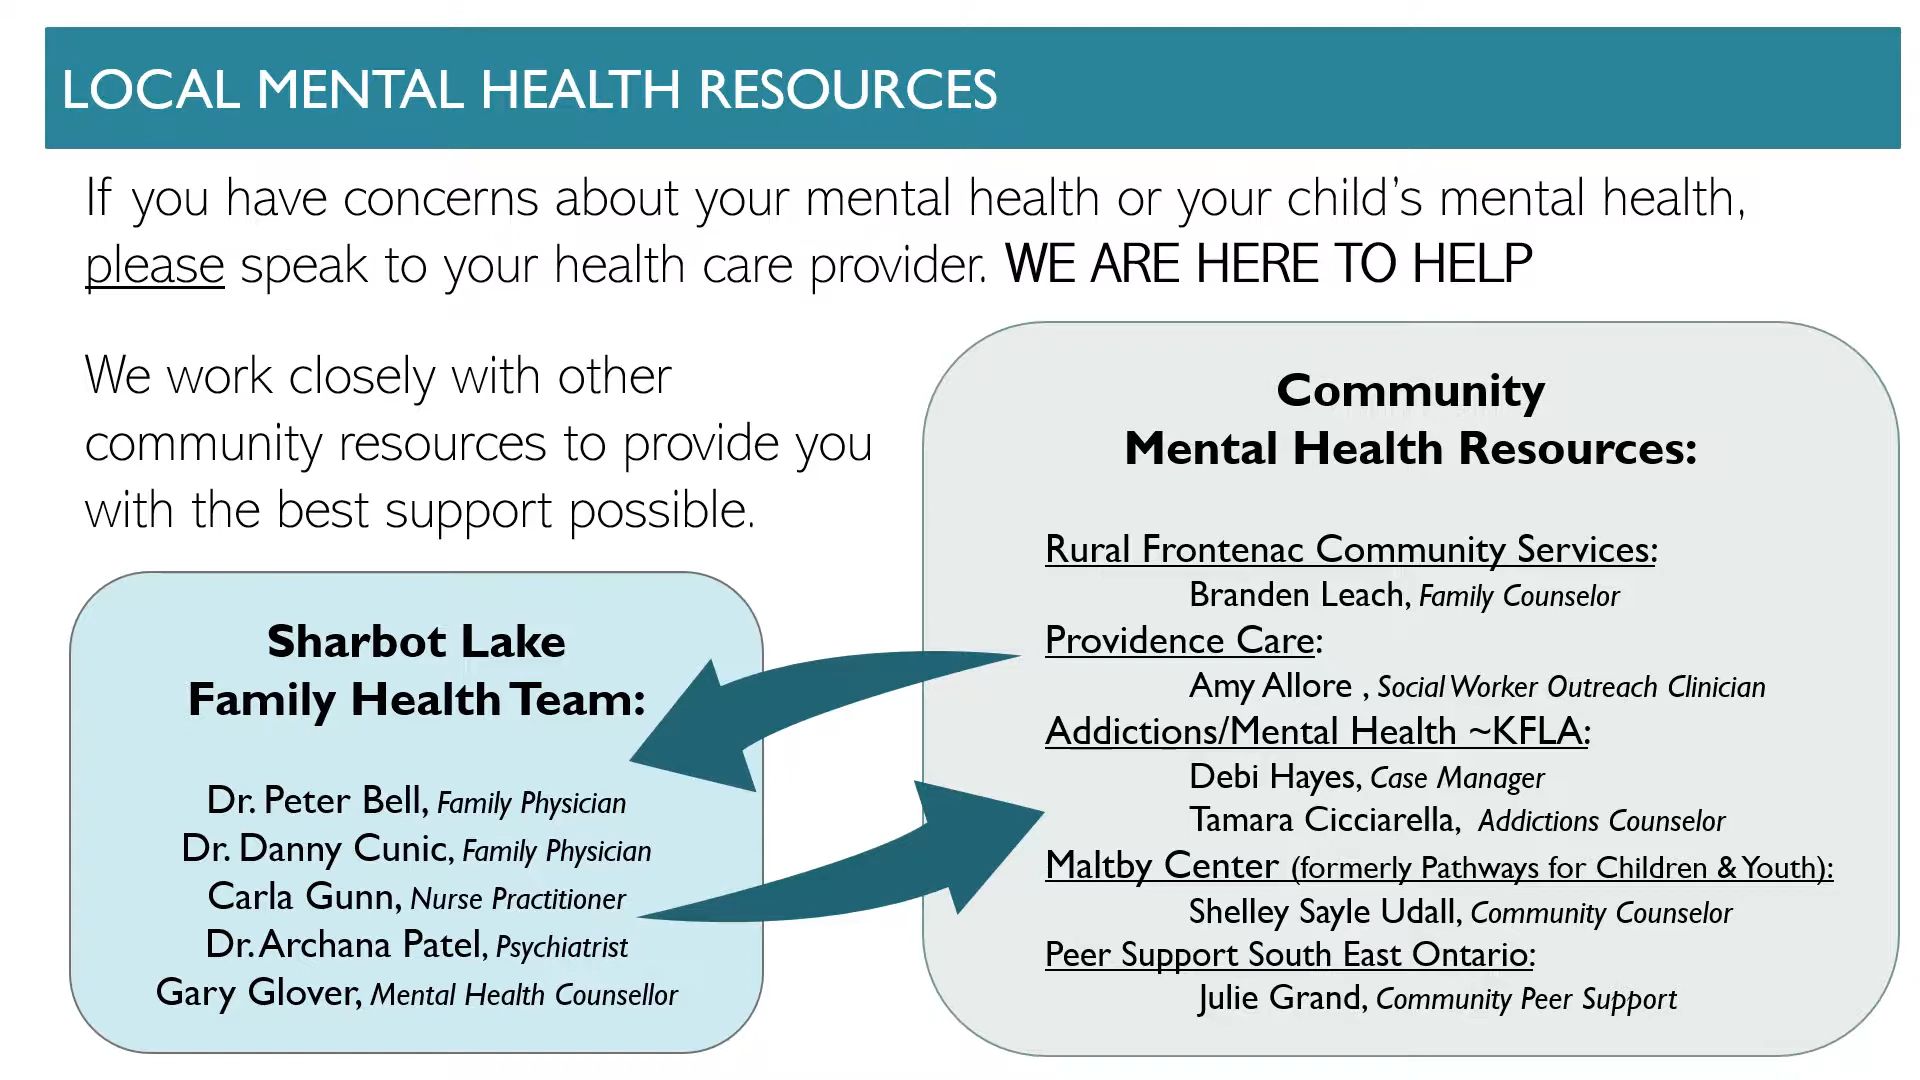 LOCAL MENTAL HEALTH RESOURCES
If you have concerns about your mental health or your child's mental health,
please speak to your health care provider. WE ARE HERE TO HELP
We work closely with other
community resources to provide you
with the best support possible.
Sharbot Lake
Family Health Team:
Dr. Peter Bell, Family Physician
Dr. Danny Cunic, Family Physician
Carla Gunn, Nurse Practitioner
Dr. Archana Patel, Psychiatrist
Gary Glover, Mental Health Counsellor
Community
Mental Health Resources:
Rural Frontenac Community Services:
Branden Leach, Family Counselor
Providence Care:
Amy Allore , Social Worker Outreach Clinician
Addictions/Mental Health ~KFLA:
Debi Hayes, Case Manager
Tamara Cicciarella, Addictions Counselor
Maltby Center (formerly Pathways for Children & Youth):
Shelley Sayle Udall, Community Counselor
Peer Support South East Ontario:
Julie Grand, Community Peer Support